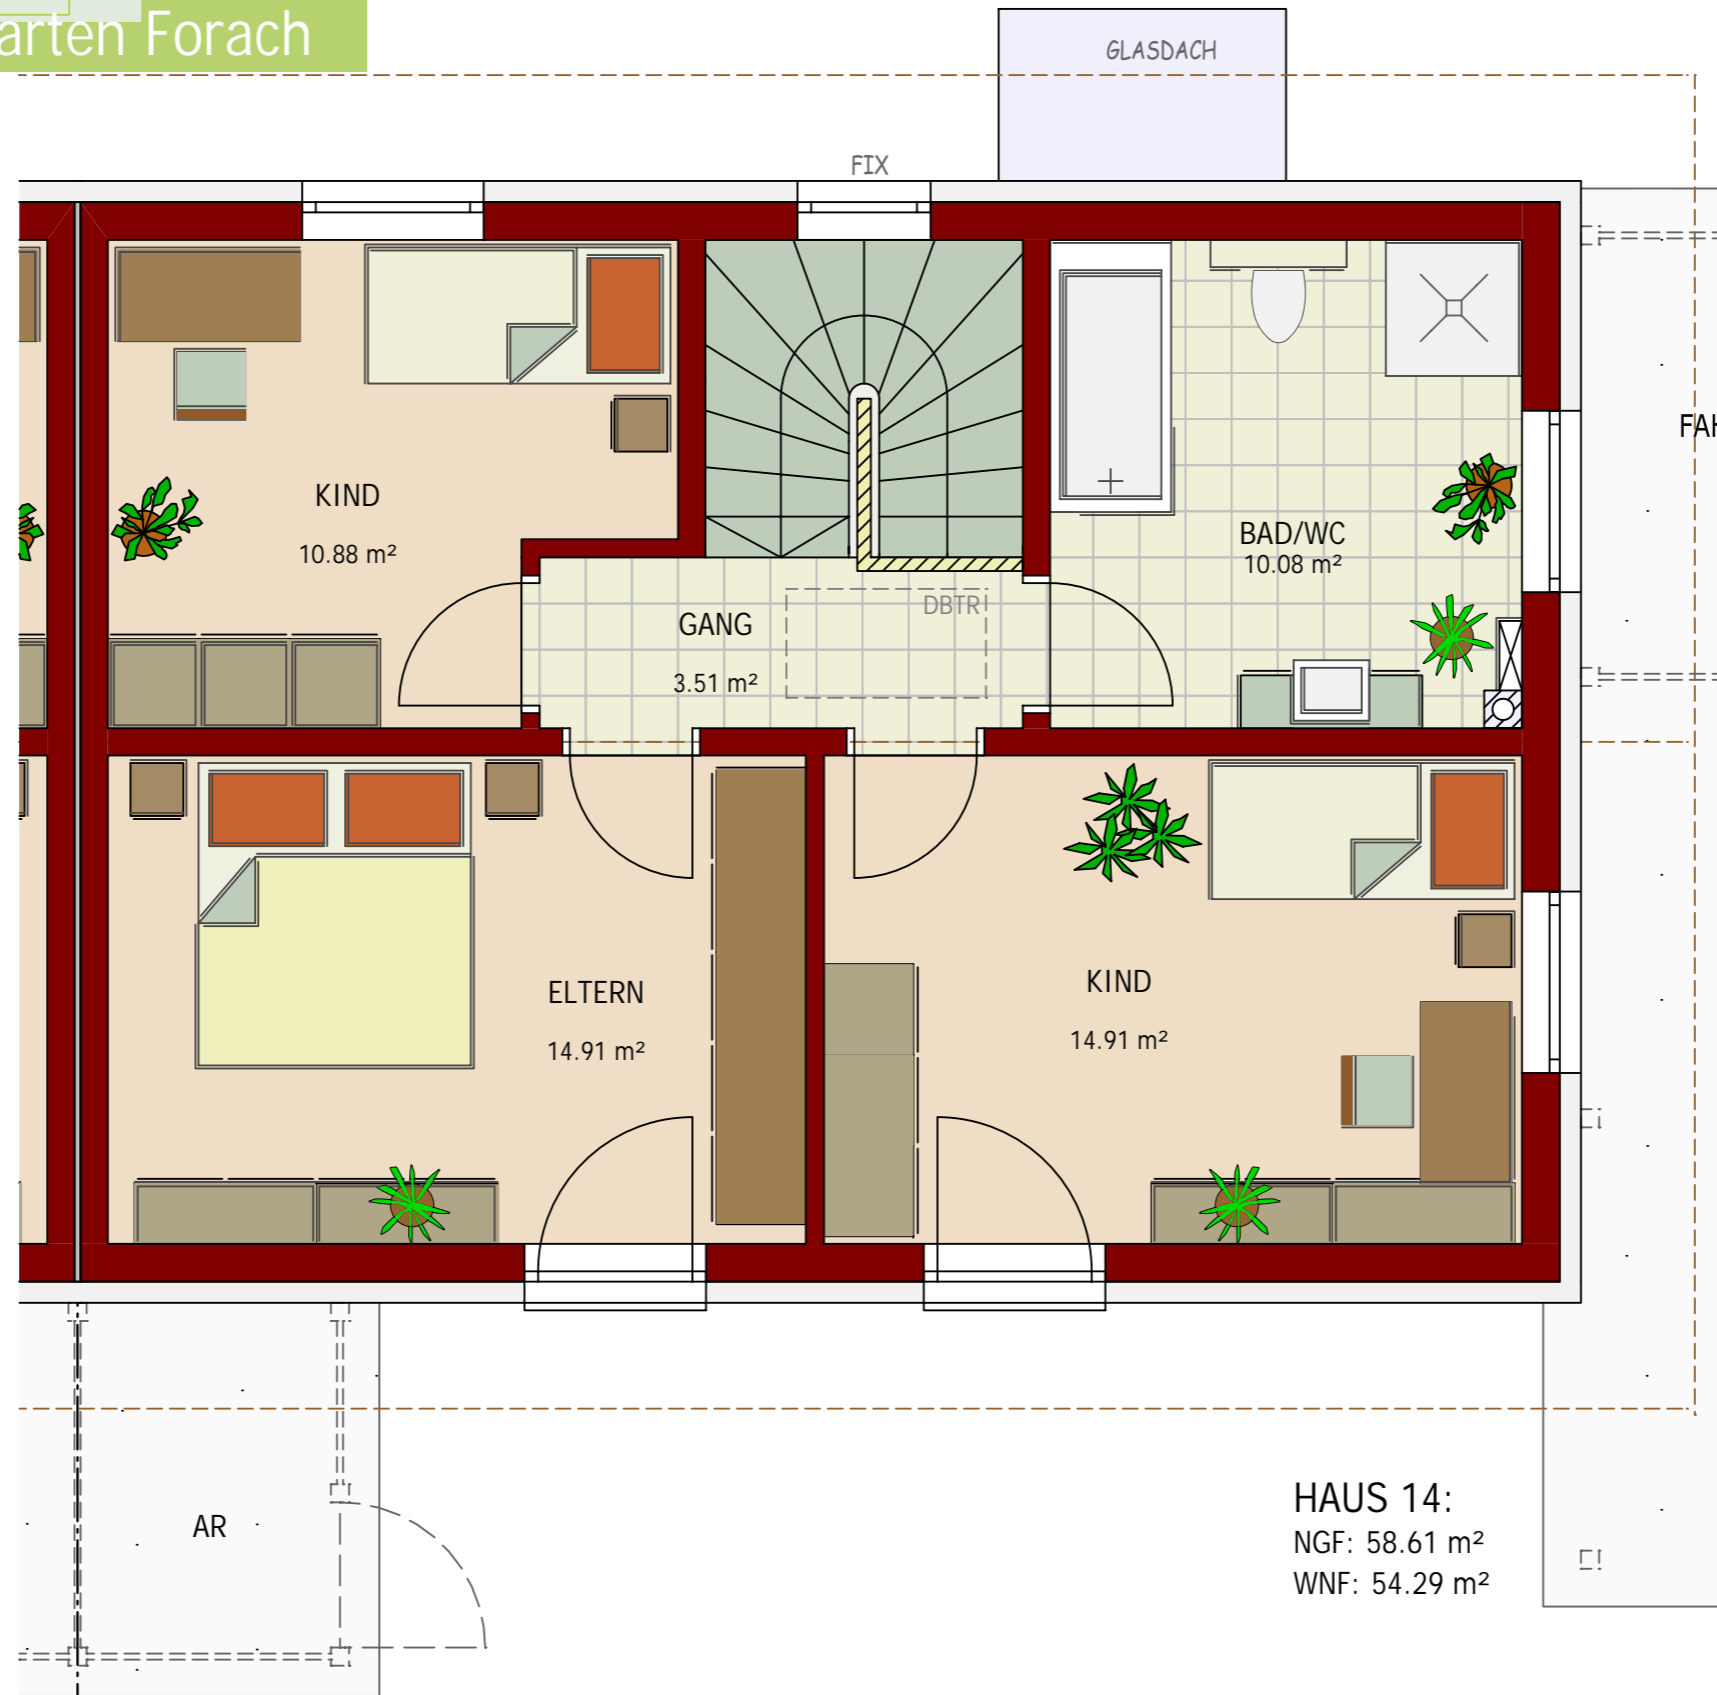 arten Forach
GLASDACH
FIX
KIND
10.88 m²
GANG
3.51 m²
DBTR
BAD/WC
10.08 m²
FAH
ELTERN
14.91 m²
KIND
14.91 m²
AR
HAUS 14:
NGF: 58.61 m²
WNF: 54.29 m²